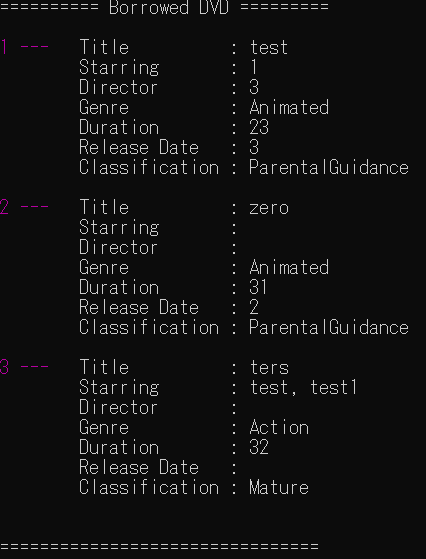 ========== Borrowed DVD =========
1 --- Title : test
Starring : 1
Director : 3
Genre : Animated
Duration : 23
Release Date : 3
Classification : ParentalGuidance
2 --- Title : zero
Starring :
Director :
Genre : Animated
Duration : 31
Release Date : 2
Classification : ParentalGuidance
3 --- Title : ters
Starring : test, test1
Director :
Genre : Action
Duration : 32
Release Date :
Classification : Mature
================================